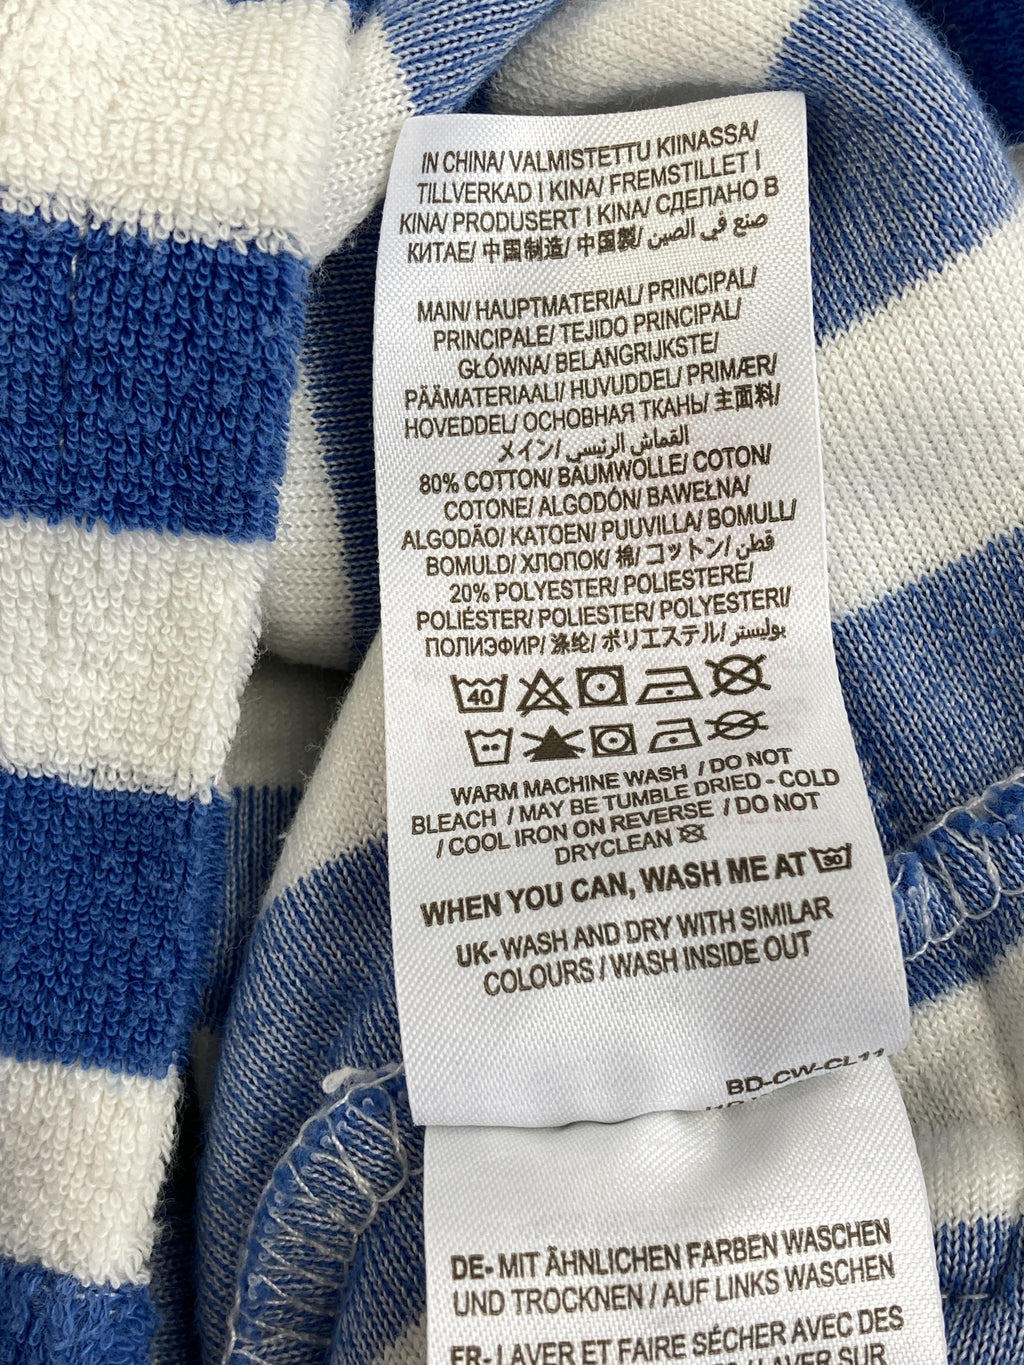 IN CHINA/ VALMISTETTU KIINASSA/
TILLVERKAD I KINA/ FREMSTILLET I
KINA/ PRODUSERT I KINA/ СДЕЛАНО В
КИТАЕ/ 中国制造/ 中国製/ صنع في الصين
MAIN/ HAUPTMATERIAL/ PRINCIPAL/
PRINCIPALE/ TEJIDO PRINCIPAL/
GŁÓWNA/ BELANGRIJKSTE/
PÄÄMATERIAALI/ HUVUDDEL/ PRIMÆR/
HOVEDDEL/ ОСНОВНАЯ ТКАНЬ/ 主面料/
メイン/ القماش الرئيسي/
80% COTTON/ BAUMWOLLE/ COTON/
COTONE/ ALGODÓN/ BAWEŁNA/
ALGODÃO/ KATOEN/ PUUVILLA/ BOMULL/
BOMULD/ ХЛОПОК/ 棉/ コットン/ قطن/
20% POLYESTER/ POLIESTERE/
POLIÉSTER/ POLIESTER/ POLYESTERI/
ПОЛИЭФИР/ 涤纶/ ポリエステル/ بوليستر
40
WARM MACHINE WASH / DO NOT
BLEACH / MAY BE TUMBLE DRIED - COLD
/ COOL IRON ON REVERSE / DO NOT
DRYCLEAN
WHEN YOU CAN, WASH ME AT 30
UK- WASH AND DRY WITH SIMILAR
COLOURS / WASH INSIDE OUT
BD-CW-CL11
DE- MIT ÄHNLICHEN FARBEN WASCHEN
UND TROCKNEN / AUF LINKS WASCHEN
FR- LAVER ET FAIRE SÉCHER AVEC DES
LAVER SUR